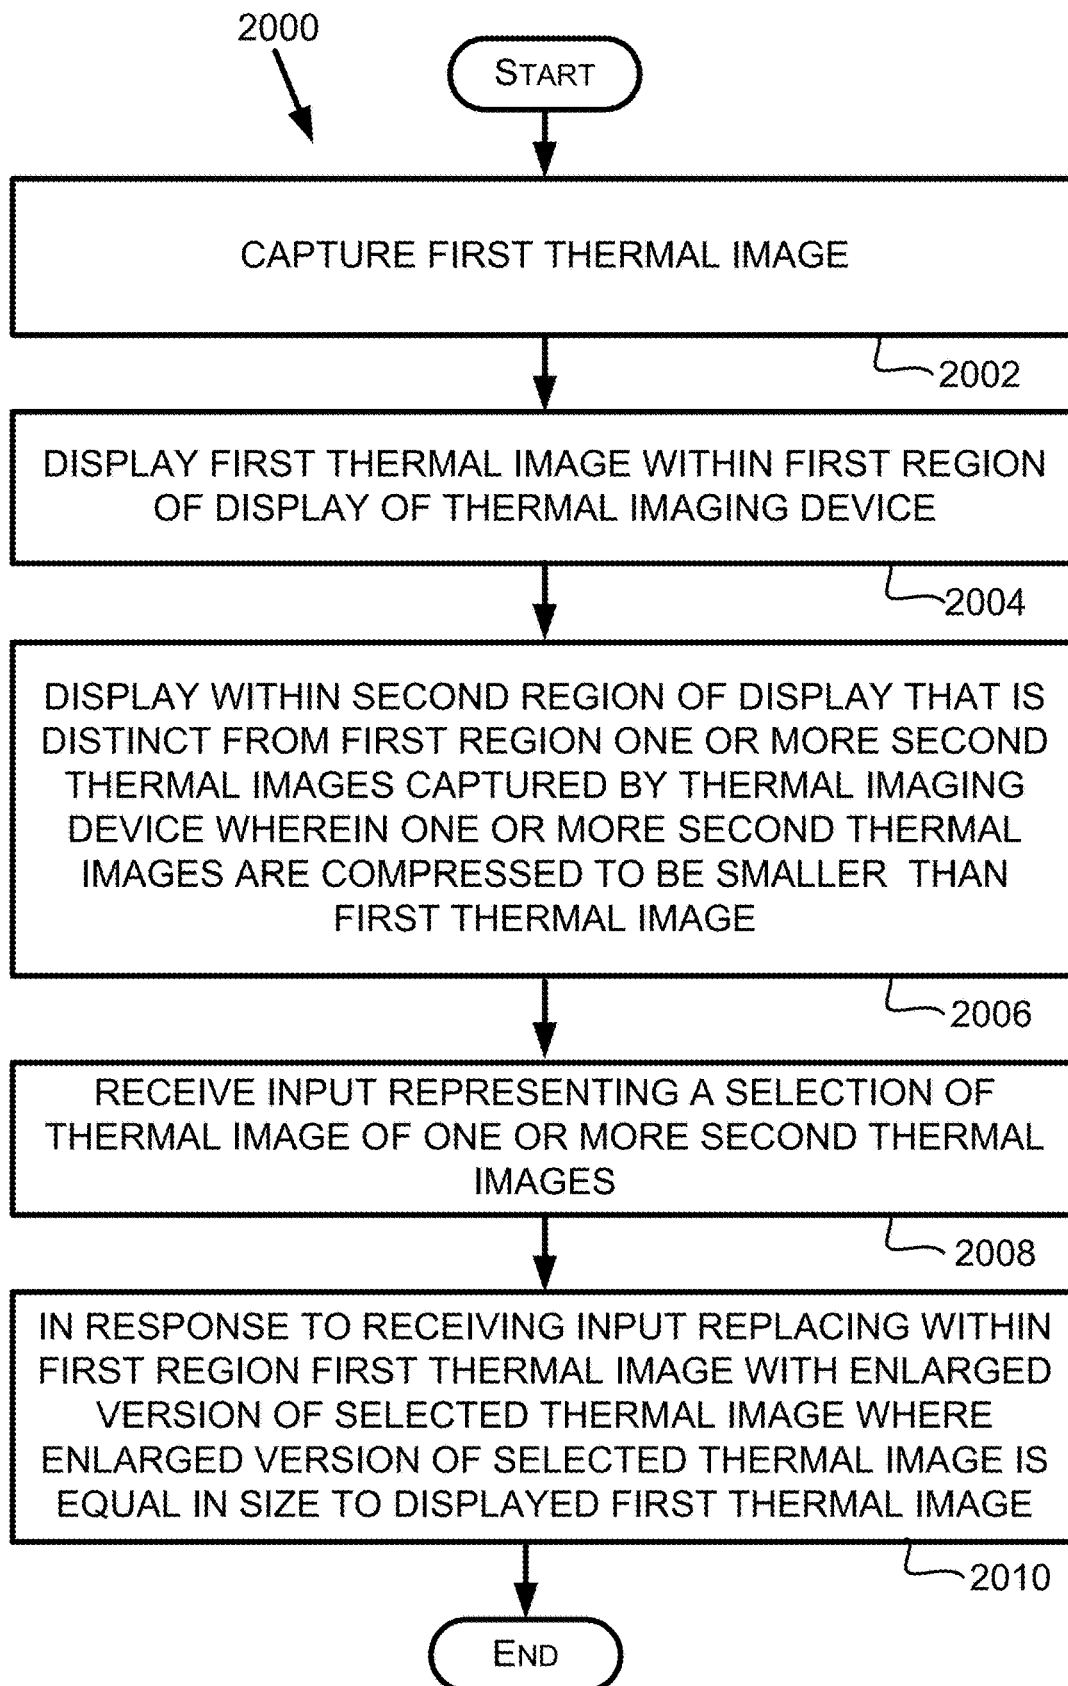 2000
START
CAPTURE FIRST THERMAL IMAGE
2002
DISPLAY FIRST THERMAL IMAGE WITHIN FIRST REGION
OF DISPLAY OF THERMAL IMAGING DEVICE
2004
DISPLAY WITHIN SECOND REGION OF DISPLAY THAT IS
DISTINCT FROM FIRST REGION ONE OR MORE SECOND
THERMAL IMAGES CAPTURED BY THERMAL IMAGING
DEVICE WHEREIN ONE OR MORE SECOND THERMAL
IMAGES ARE COMPRESSED TO BE SMALLER THAN
FIRST THERMAL IMAGE
2006
RECEIVE INPUT REPRESENTING A SELECTION OF
THERMAL IMAGE OF ONE OR MORE SECOND THERMAL
IMAGES
2008
IN RESPONSE TO RECEIVING INPUT REPLACING WITHIN
FIRST REGION FIRST THERMAL IMAGE WITH ENLARGED
VERSION OF SELECTED THERMAL IMAGE WHERE
ENLARGED VERSION OF SELECTED THERMAL IMAGE IS
EQUAL IN SIZE TO DISPLAYED FIRST THERMAL IMAGE
2010
END